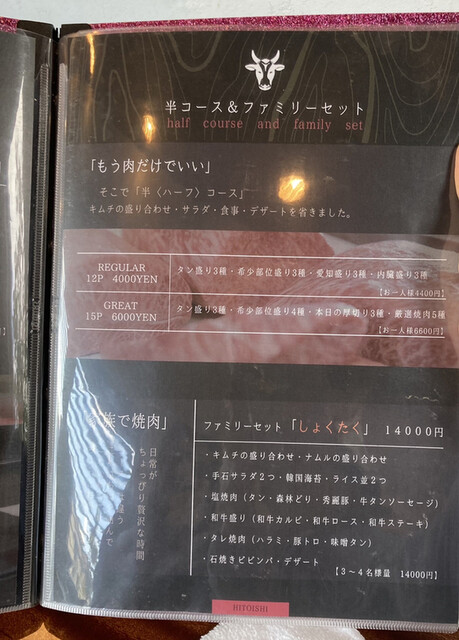 半コース＆ファミリーセット
half course and family set
「もう肉だけでいい」
そこで「半〈ハーフ〉コース」
キムチの盛り合わせ・サラダ・食事・デザートを省きました。
REGULAR
12P 4000YEN
タン盛り3種・希少部位盛り3種・愛知盛り3種・内臓盛り3種
【お一人様4400円】
GREAT
15P 6000YEN
タン盛り3種・希少部位盛り4種・本日の厚切り3種・厳選焼肉5種
【お一人様6600円】
族で焼肉」
日常が
ちょっぴり贅沢な時間
ファミリーセット「しょくたく」 14000円
・キムチの盛り合わせ・ナムルの盛り合わせ
・手石サラダ2つ・韓国海苔・ライス並2つ
・塩焼肉（タン・森林どり・秀麗豚・牛タンソーセージ）
・和牛盛り（和牛カルビ・和牛ロース・和牛ステーキ）
・タレ焼肉（ハラミ・豚トロ・味噌タン）
・石焼きビビンバ・デザート
【3〜4名様量 14000円】
HITOISHI